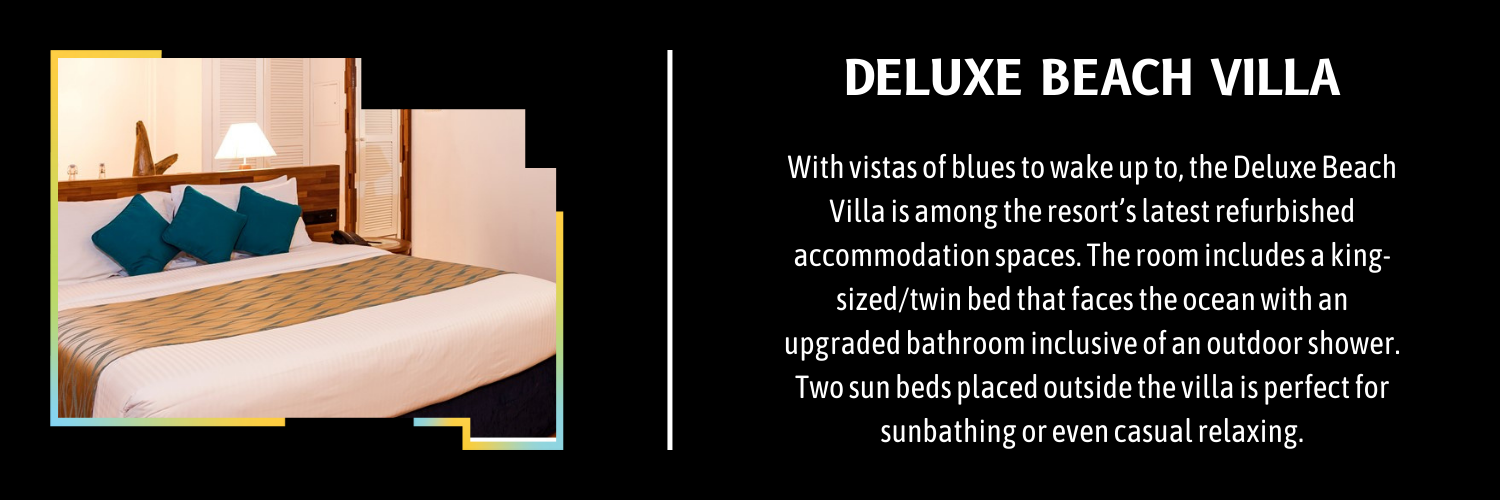 DELUXE BEACH VILLA
With vistas of blues to wake up to, the Deluxe Beach
Villa is among the resort’s latest refurbished
accommodation spaces. The room includes a king-
sized/twin bed that faces the ocean with an
upgraded bathroom inclusive of an outdoor shower.
Two sun beds placed outside the villa is perfect for
sunbathing or even casual relaxing.